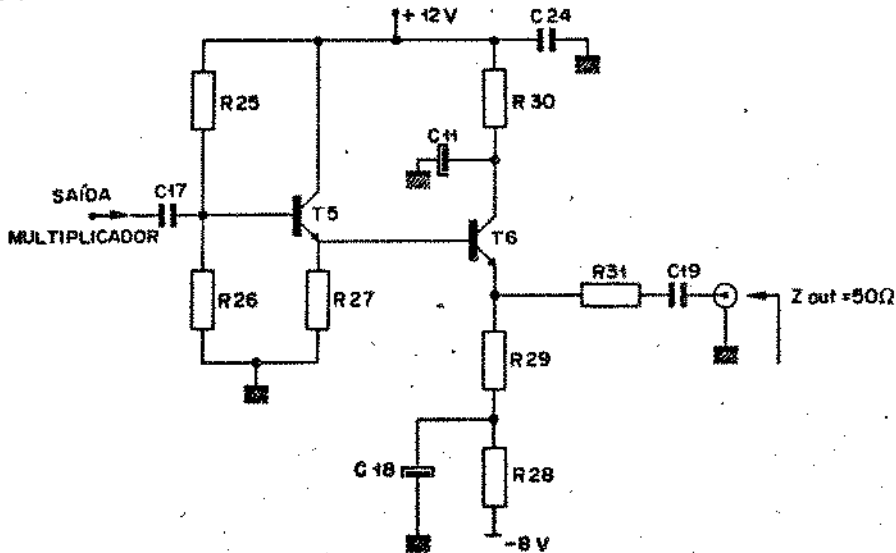 +12V
C24
R25
R30
C11
SAÍDA
C17
MULTIPLICADOR
T5
T6
R26
R27
R31
C19
Z out=50Ω
R29
C18
R28
-8V